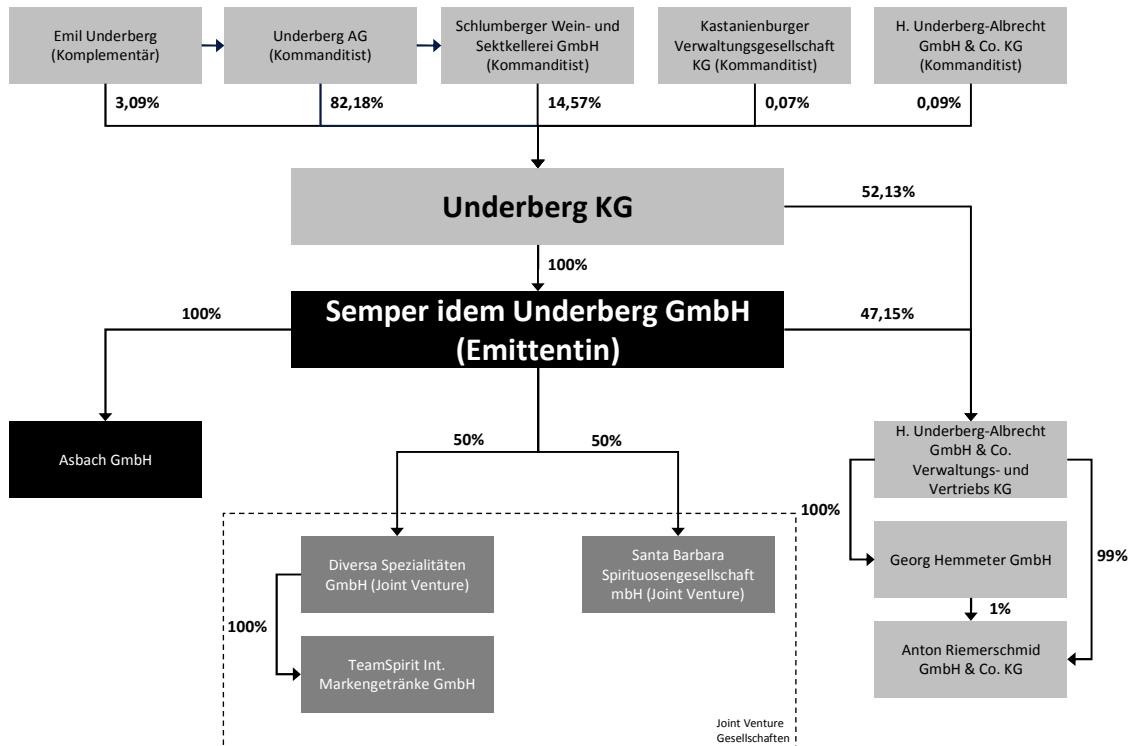 Emil Underberg
(Komplementär)
Underberg AG
(Kommanditist)
Schlumberger Wein- und
Sektkellerei GmbH
(Kommanditist)
Kastanienburger
Verwaltungsgesellschaft
KG (Kommanditist)
H. Underberg-Albrecht
GmbH & Co. KG
(Kommanditist)
3,09%
82,18%
14,57%
0,07%
0,09%
Underberg KG
52,13%
100%
Semper idem Underberg GmbH
(Emittentin)
100%
47,15%
Asbach GmbH
50%
50%
H. Underberg-Albrecht
GmbH & Co.
Verwaltungs- und
Vertriebs KG
100%
99%
Diversa Spezialitäten
GmbH (Joint Venture)
Santa Barbara
Spirituosengesellschaft
mbH (Joint Venture)
Georg Hemmeter GmbH
1%
100%
TeamSpirit Int.
Markengetränke GmbH
Anton Riemerschmid
GmbH & Co. KG
Joint Venture
Gesellschaften